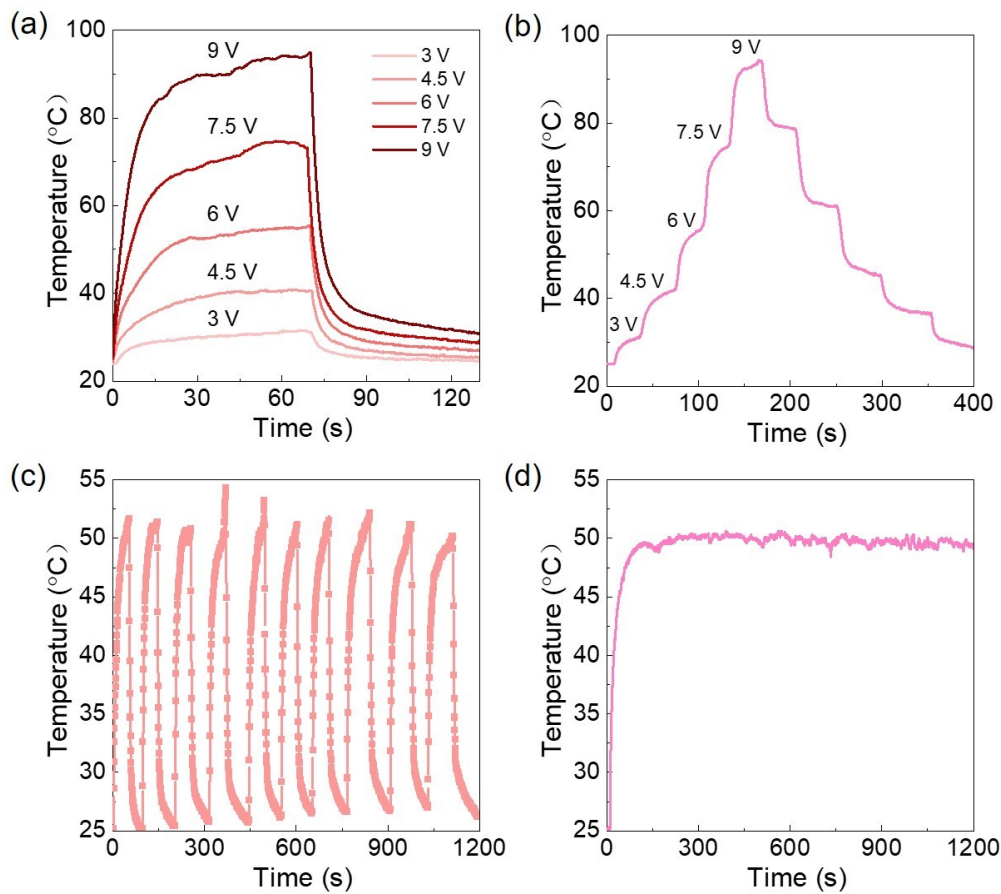 (a)
100
80
60
40
20
Temperature (°C)
9 V
7.5 V
6 V
4.5 V
3 V
3 V
4.5 V
6 V
7.5 V
9 V
0
30
60
90
120
Time (s)
(b)
100
80
60
40
20
Temperature (°C)
9 V
7.5 V
6 V
4.5 V
3 V
0
100
200
300
400
Time (s)
(c)
55
50
45
40
35
30
25
Temperature (°C)
0
300
600
900
1200
Time (s)
(d)
55
50
45
40
35
30
25
Temperature (°C)
0
300
600
900
1200
Time (s)